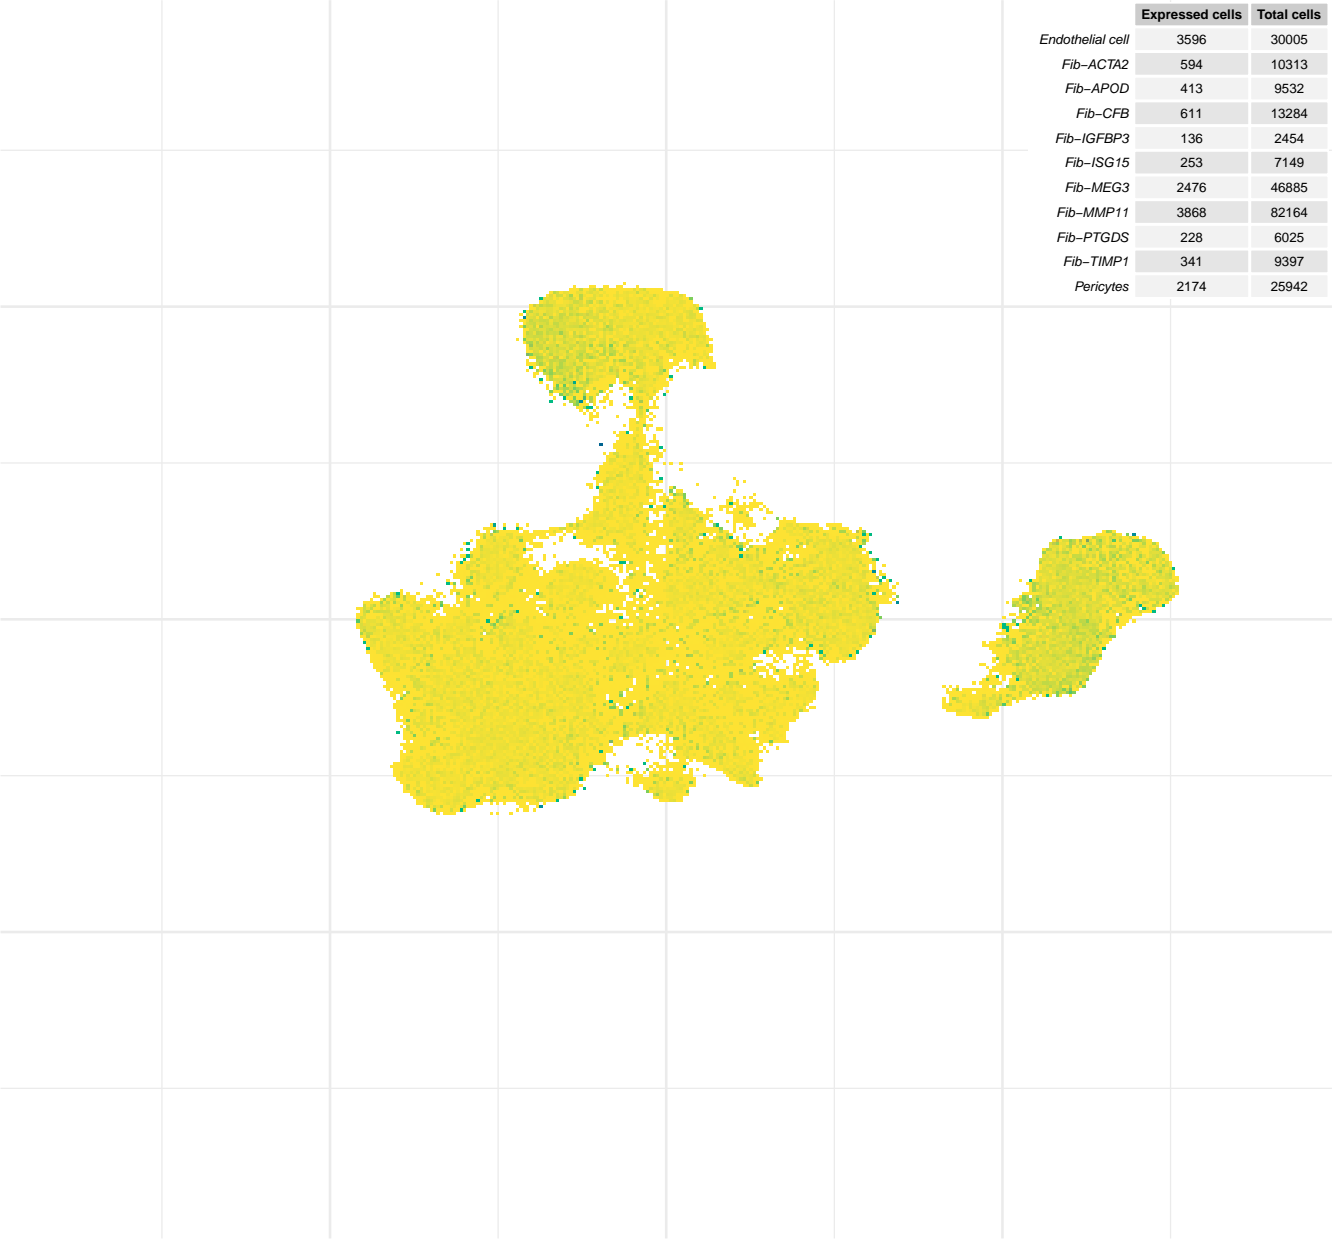 Expressed cells Total cells
Endothelial cell 3596 30005
Fib−ACTA2 594 10313
Fib−APOD 413 9532
Fib−CFB 611 13284
Fib−IGFBP3 136 2454
Fib−ISG15 253 7149
Fib−MEG3 2476 46885
Fib−MMP11 3868 82164
Fib−PTGDS 228 6025
Fib−TIMP1 341 9397
Pericytes 2174 25942